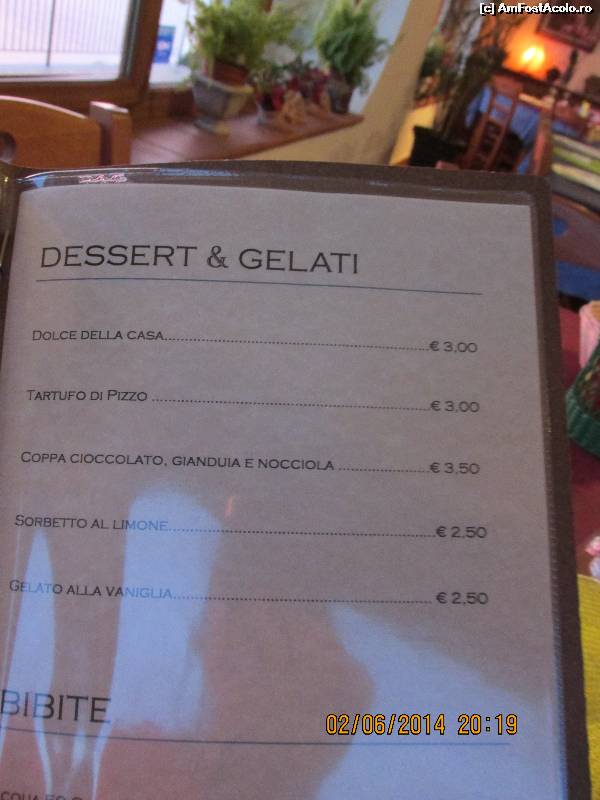 [c] AmFostAcolo.ro
DESSERT & GELATI
DOLCE DELLA CASA................................€ 3,00
TARTUFO DI PIZZO ................................€ 3,00
COPPA CIOCCOLATO, GIANDUIA E NOCCIOLA ................€ 3,50
SORBETTO AL LIMONE................................€ 2,50
GELATO ALLA VANIGLIA................................ € 2,50
BIBITE
02/06/2014 20:19